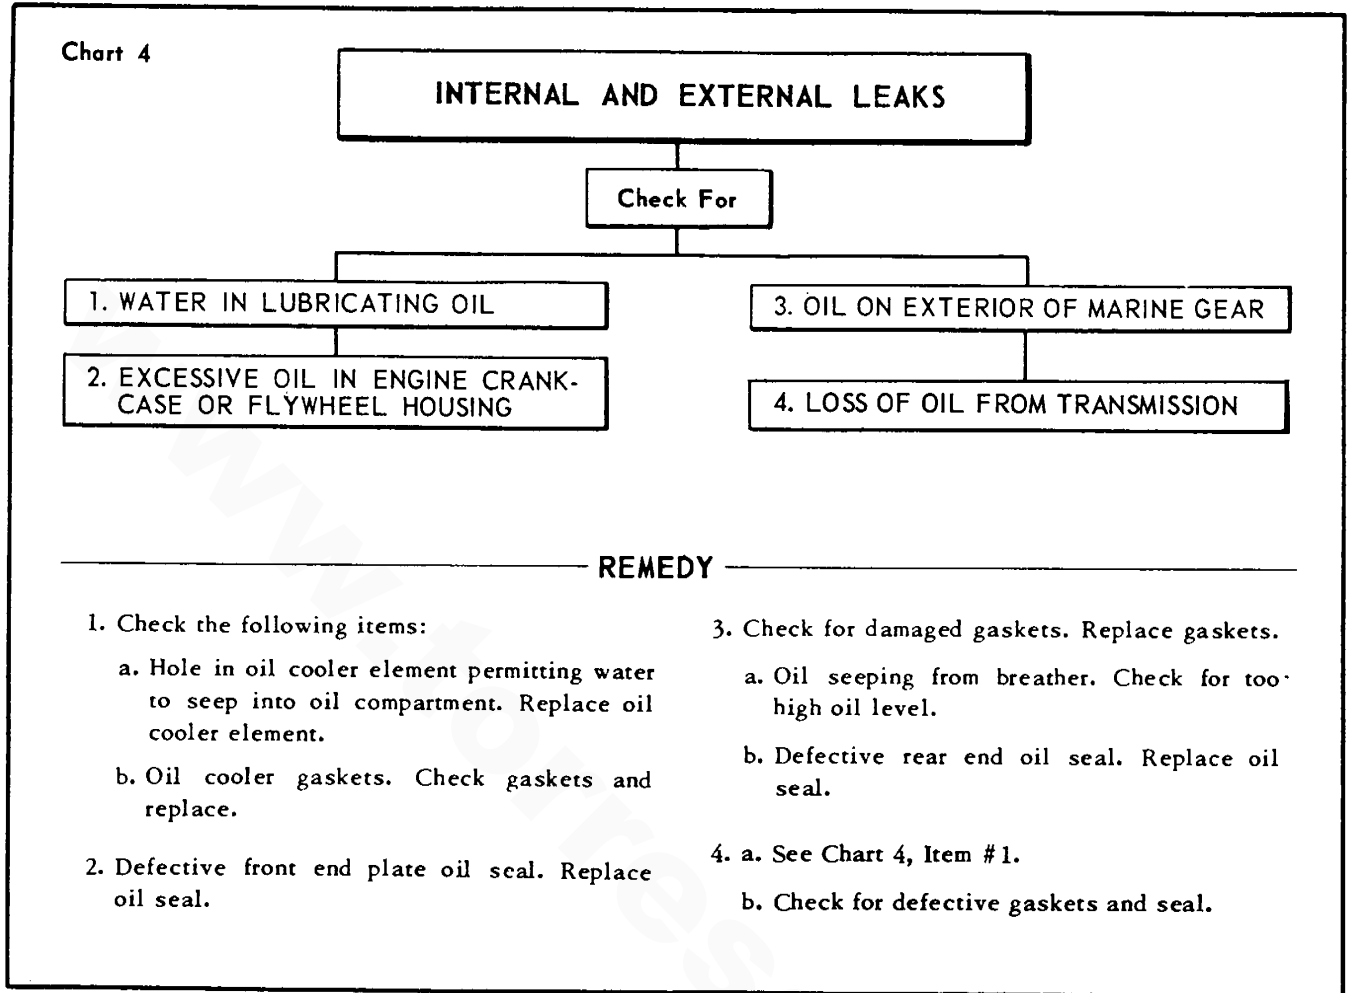 Chart 4
INTERNAL AND EXTERNAL LEAKS
Check For
1. WATER IN LUBRICATING OIL
2. EXCESSIVE OIL IN ENGINE CRANK-
CASE OR FLYWHEEL HOUSING
3. OIL ON EXTERIOR OF MARINE GEAR
4. LOSS OF OIL FROM TRANSMISSION
REMEDY
1. Check the following items:
a. Hole in oil cooler element permitting water
to seep into oil compartment. Replace oil
cooler element.
b. Oil cooler gaskets. Check gaskets and
replace.
2. Defective front end plate oil seal. Replace
oil seal.
3. Check for damaged gaskets. Replace gaskets.
a. Oil seeping from breather. Check for too
high oil level.
b. Defective rear end oil seal. Replace oil
seal.
4. a. See Chart 4, Item #1.
b. Check for defective gaskets and seal.
www.torres